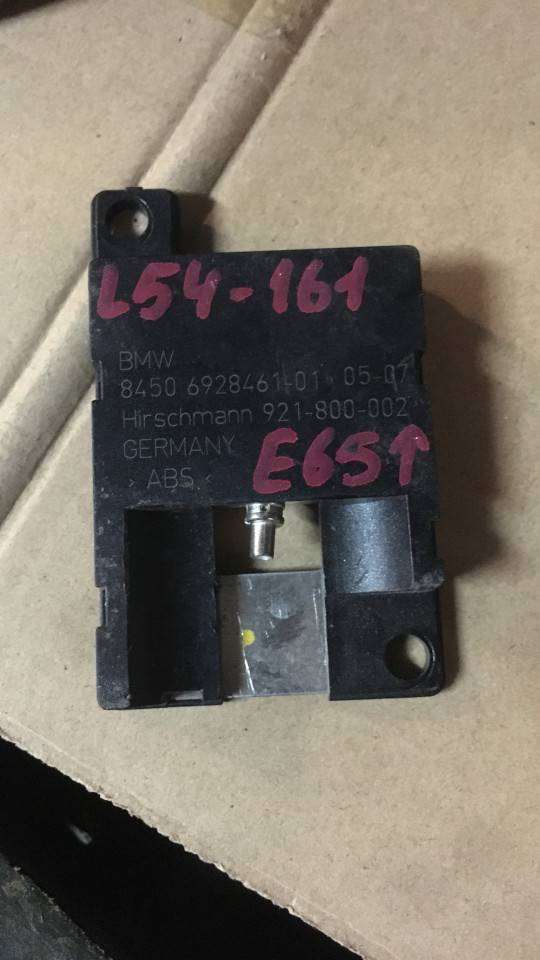 L54-161
BMW
8450 6928461-01 05-07
Hirschmann 921-800-002
GERMANY
E65↑
> ABS <